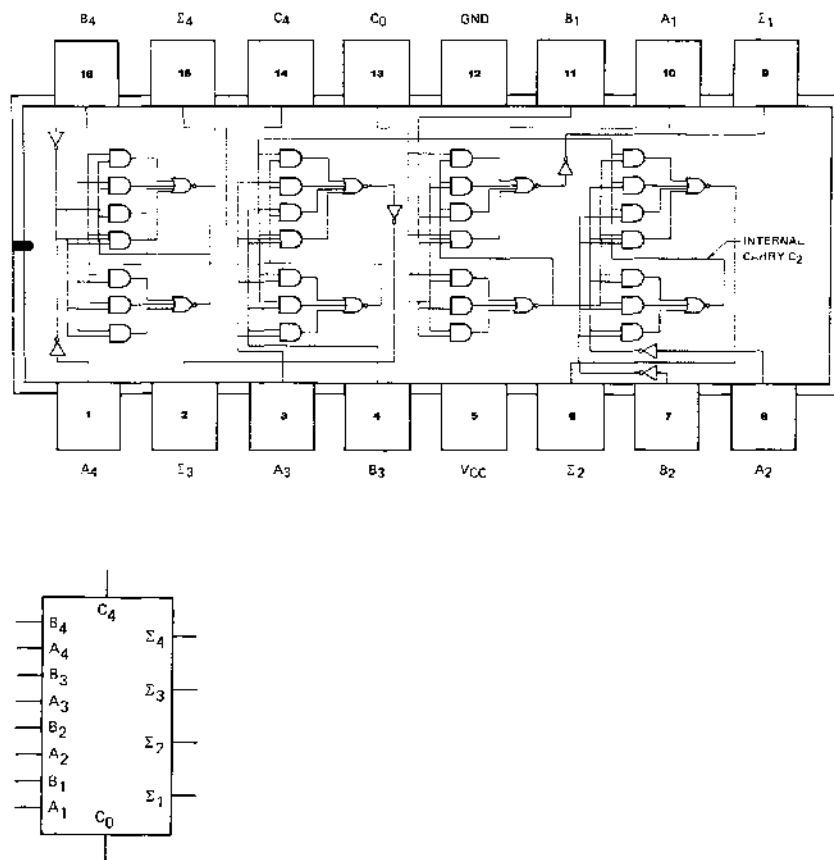 B4 Σ4 C4 C0 GND B1 A1 Σ1
16 15 14 13 12 11 10 9
INTERNAL
CARRY C2
1 2 3 4 5 6 7 8
A4 Σ3 A3 B3 VCC Σ2 B2 A2
C4
B4
Σ4
A4
B3
Σ3
A3
B2
Σ2
A2
B1
Σ1
A1
C0